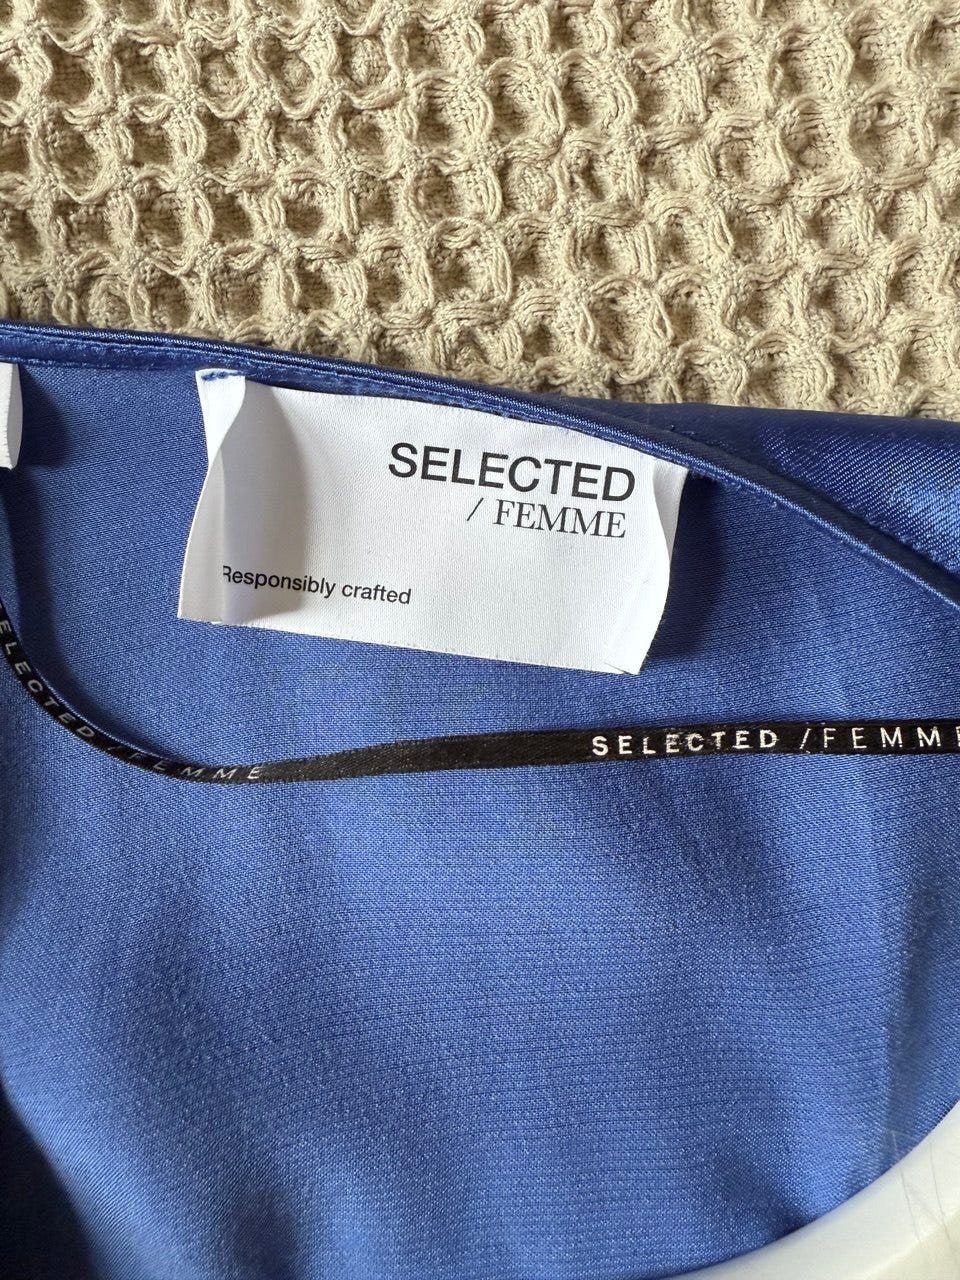 SELECTED
/ FEMME
Responsibly crafted
SELECTED /FEMME
SELECTED /FEMME